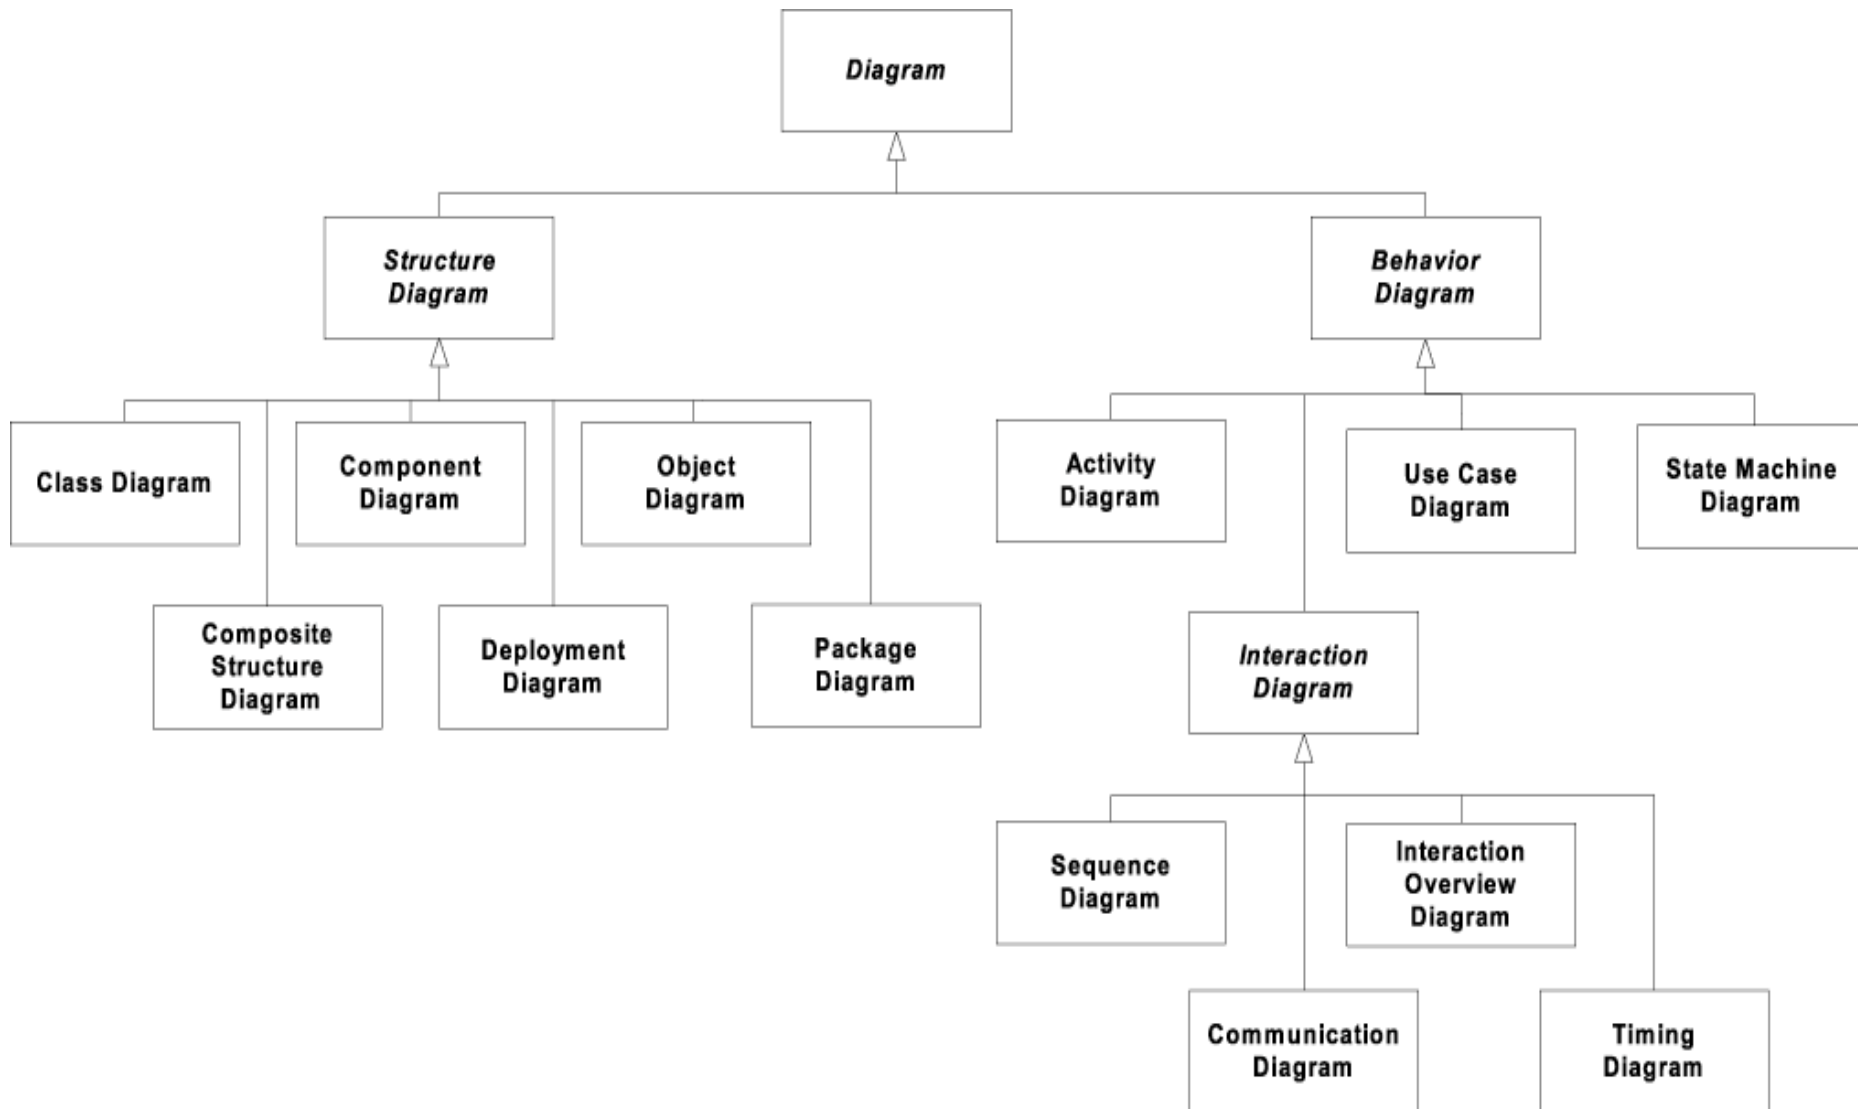 Diagram
Structure
Diagram
Behavior
Diagram
Class Diagram
Component
Diagram
Object
Diagram
Activity
Diagram
Use Case
Diagram
State Machine
Diagram
Composite
Structure
Diagram
Deployment
Diagram
Package
Diagram
Interaction
Diagram
Sequence
Diagram
Interaction
Overview
Diagram
Communication
Diagram
Timing
Diagram